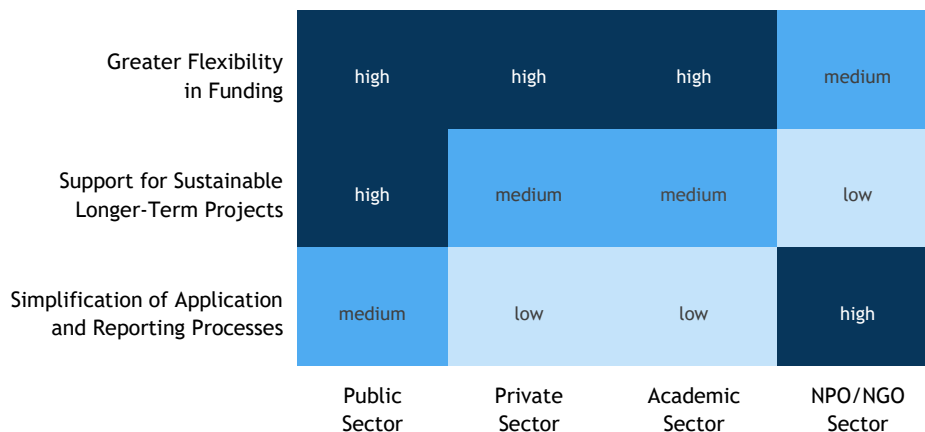 Greater Flexibility
in Funding
high
high
high
medium
Support for Sustainable
Longer-Term Projects
high
medium
medium
low
Simplification of Application
and Reporting Processes
medium
low
low
high
Public
Sector
Private
Sector
Academic
Sector
NPO/NGO
Sector